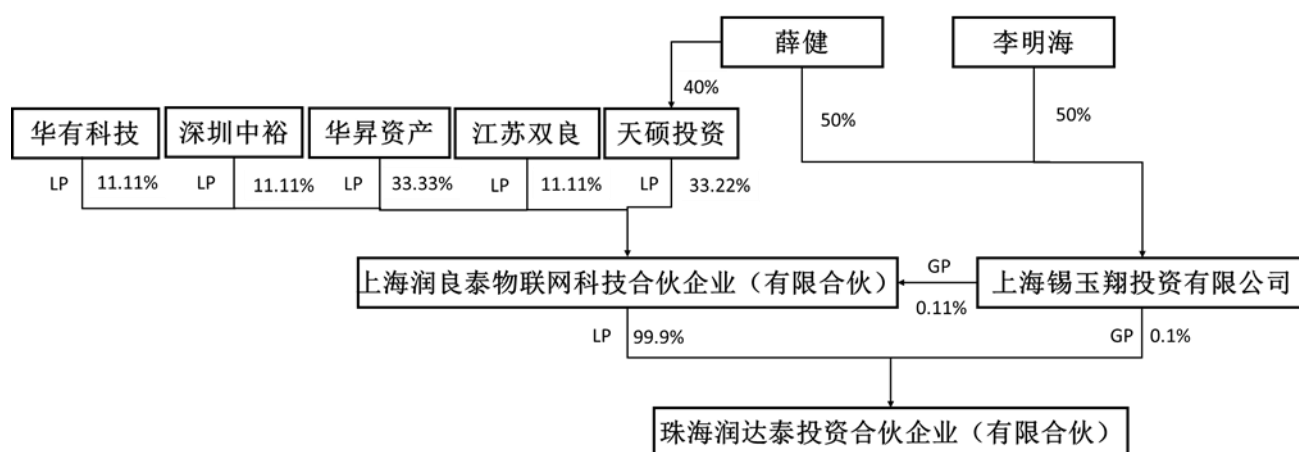 薛健
李明海
40%
50%
50%
华有科技
深圳中裕
华昇资产
江苏双良
天硕投资
LP
11.11%
LP
11.11%
LP
33.33%
LP
11.11%
LP
33.22%
上海润良泰物联网科技合伙企业（有限合伙）
GP
0.11%
上海锡玉翔投资有限公司
LP
99.9%
GP
0.1%
珠海润达泰投资合伙企业（有限合伙）